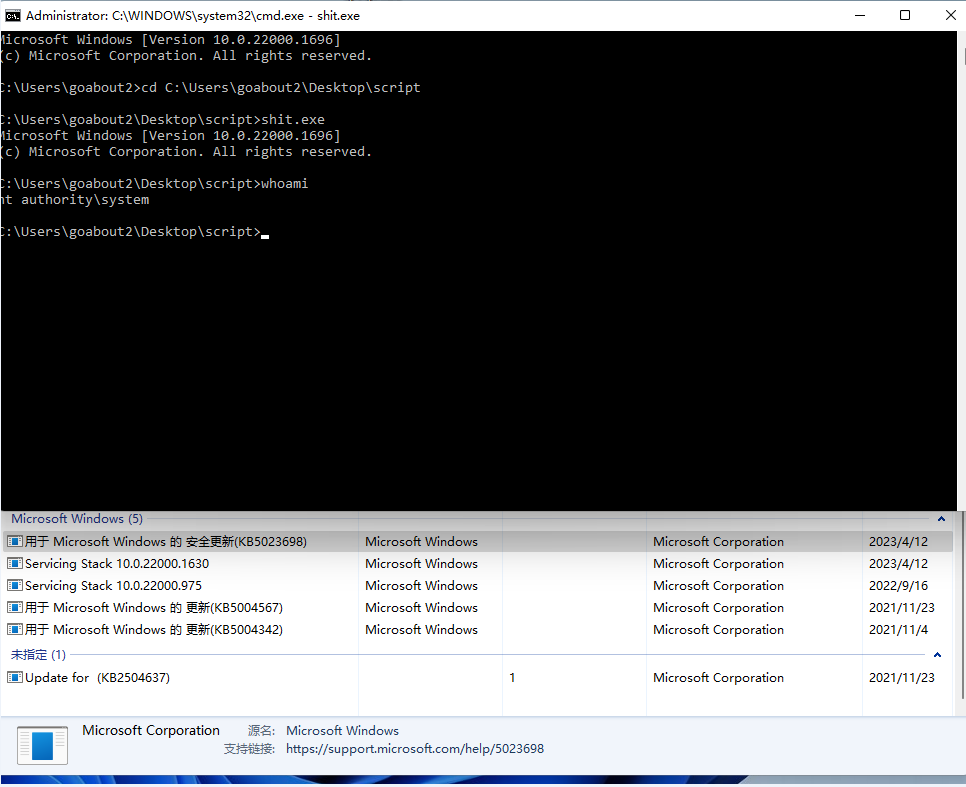 Administrator: C:\WINDOWS\system32\cmd.exe - shit.exe
Microsoft Windows [Version 10.0.22000.1696]
(c) Microsoft Corporation. All rights reserved.
C:\Users\goabout2>cd C:\Users\goabout2\Desktop\script
C:\Users\goabout2\Desktop\script>shit.exe
Microsoft Windows [Version 10.0.22000.1696]
(c) Microsoft Corporation. All rights reserved.
C:\Users\goabout2\Desktop\script>whoami
nt authority\system
C:\Users\goabout2\Desktop\script>
Microsoft Windows (5)
用于 Microsoft Windows 的 安全更新(KB5023698) Microsoft Windows Microsoft Corporation 2023/4/12
Servicing Stack 10.0.22000.1630 Microsoft Windows Microsoft Corporation 2023/4/12
Servicing Stack 10.0.22000.975 Microsoft Windows Microsoft Corporation 2022/9/16
用于 Microsoft Windows 的 更新(KB5004567) Microsoft Windows Microsoft Corporation 2021/11/23
用于 Microsoft Windows 的 更新(KB5004342) Microsoft Windows Microsoft Corporation 2021/11/4
未指定 (1)
Update for (KB2504637) 1 Microsoft Corporation 2021/11/23
Microsoft Corporation 源名: Microsoft Windows
支持链接: https://support.microsoft.com/help/5023698